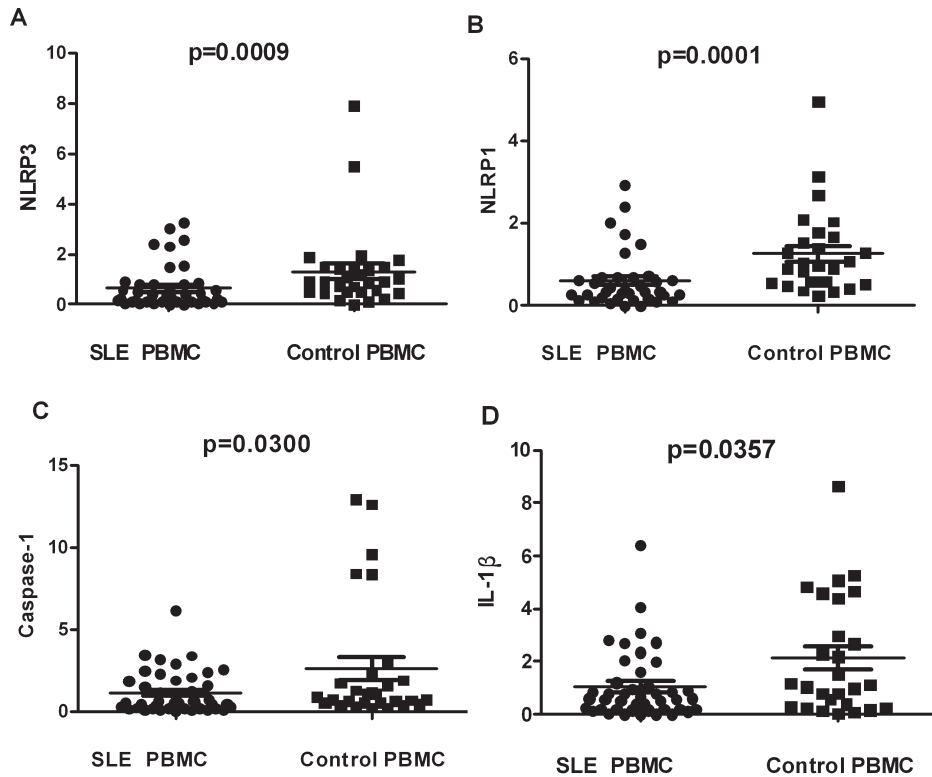 A
p=0.0009
NLRP3
10
8
6
4
2
0
SLE PBMC
Control PBMC
B
p=0.0001
NLRP1
6
4
2
0
SLE PBMC
Control PBMC
C
p=0.0300
Caspase-1
15
10
5
0
SLE PBMC
Control PBMC
D
p=0.0357
IL-1β
10
8
6
4
2
0
SLE PBMC
Control PBMC